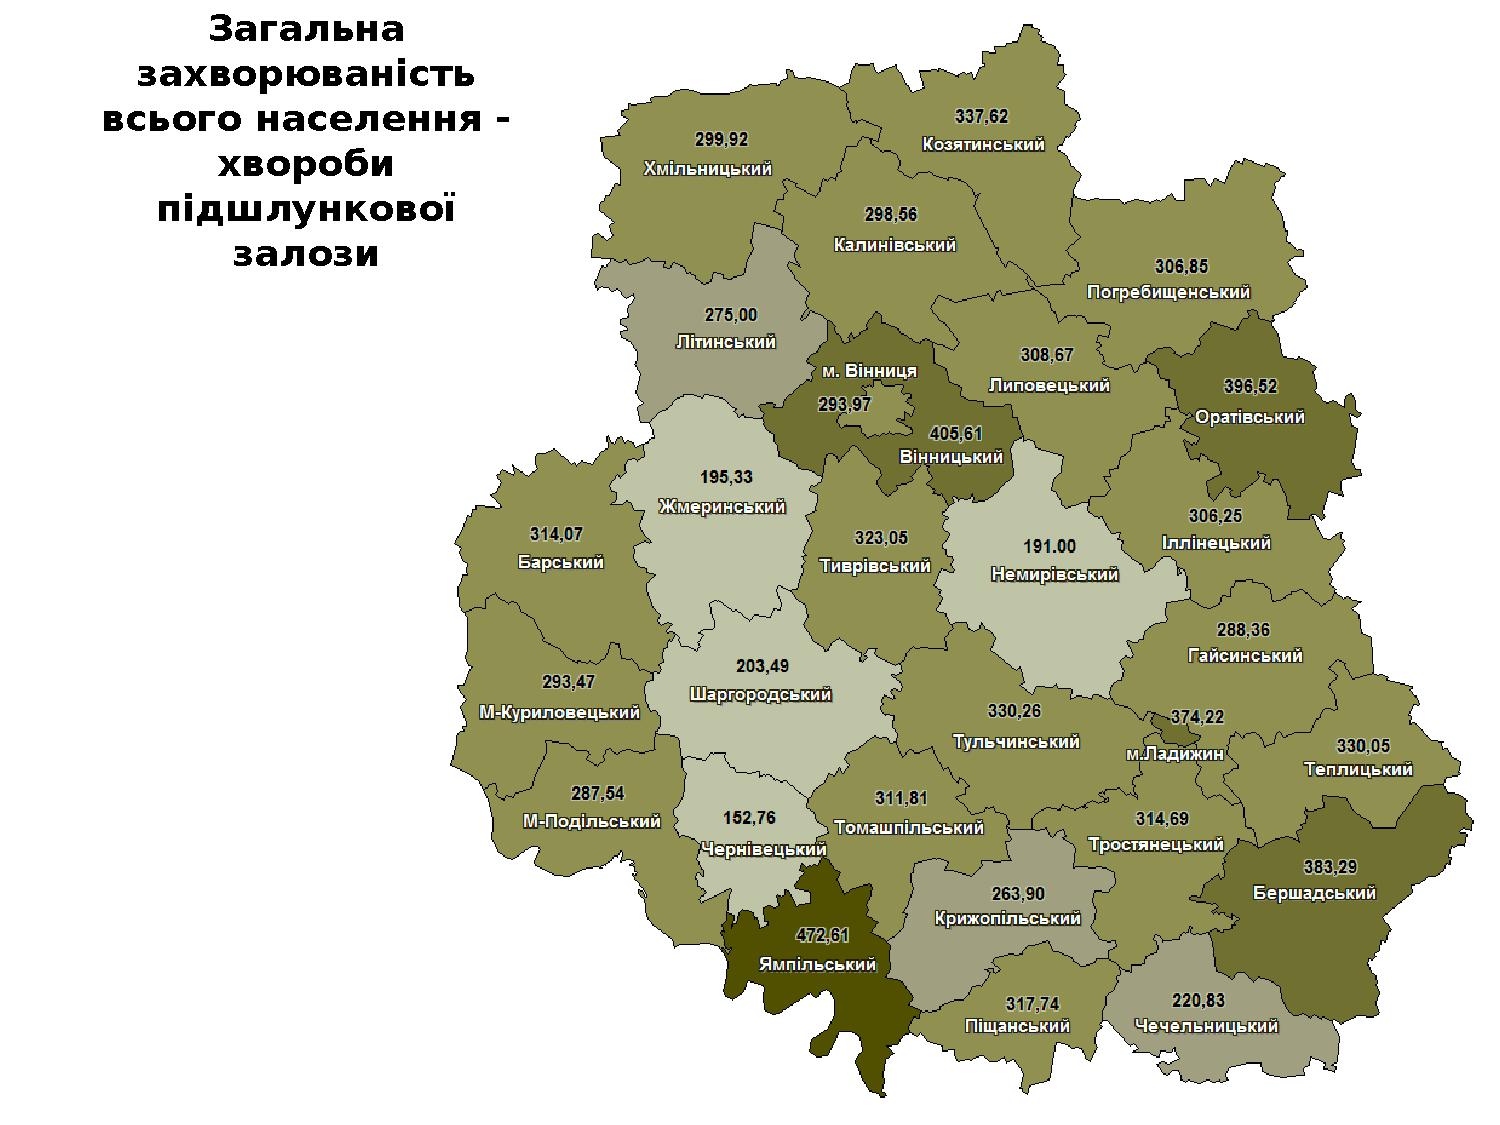 Загальна
захворюваність
всього населення -
хвороби
підшлункової
залози
337,62
Козятинський
299,92
Хмільницький
298,56
Калинівський
306,85
Погребищенський
275,00
Літинський
308,67
Липовецький
м. Вінниця
293,97
396,52
Оратівський
405,61
Вінницький
195,33
Жмеринський
306,25
Іллінецький
314,07
Барський
323,05
Тиврівський
191.00
Немирівський
288,36
Гайсинський
203,49
Шаргородський
293,47
М-Куриловецький
330,26
Тульчинський
374,22
м.Ладижин
330,05
Теплицький
287,54
М-Подільський
152,76
Чернівецький
311,81
Томашпільський
314,69
Тростянецький
383,29
Бершадський
263,90
Крижопільський
472,61
Ямпільський
317,74
Піщанський
220,83
Чечельницький